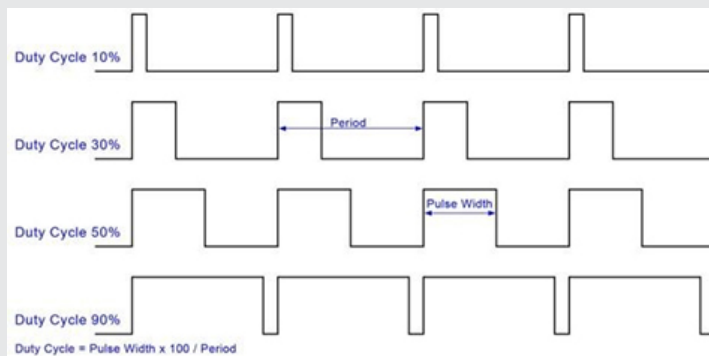 Duty Cycle 10%
Period
Duty Cycle 30%
Pulse Width
Duty Cycle 50%
Duty Cycle 90%
Duty Cycle = Pulse Width x 100 / Period